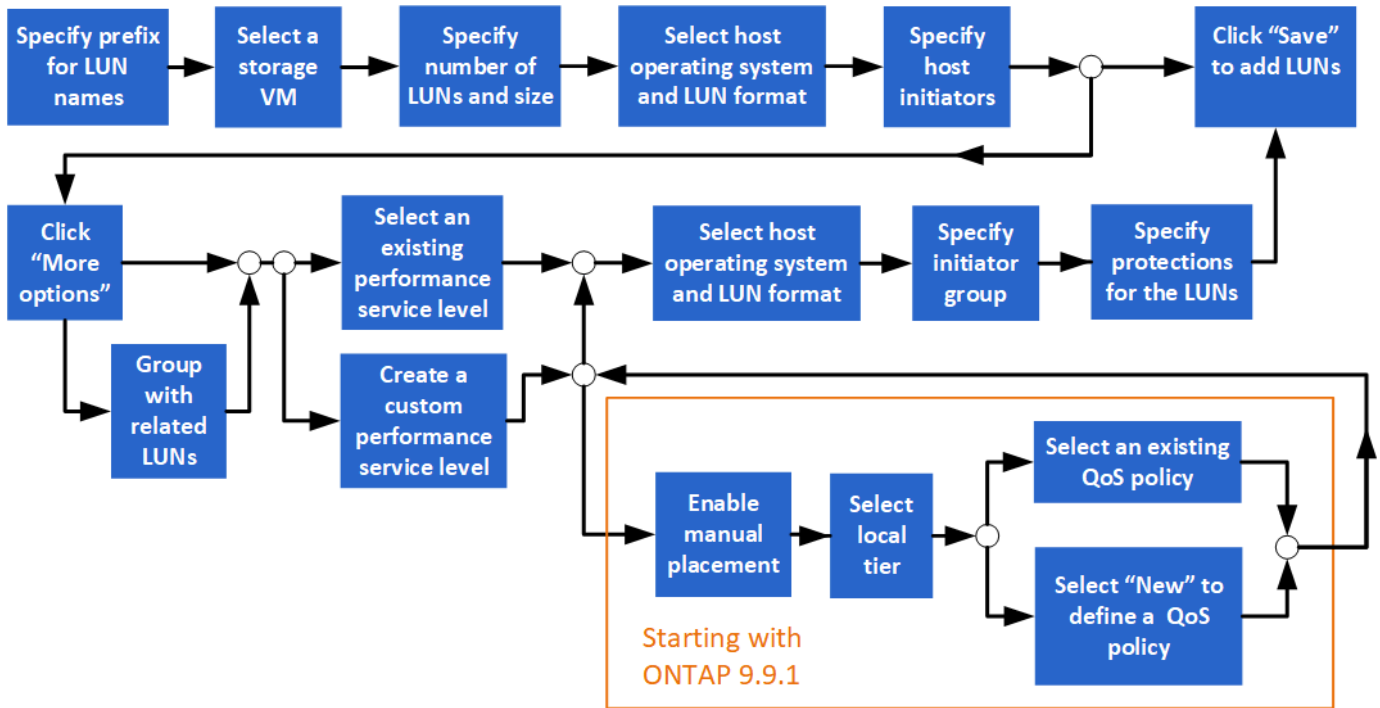 Specify prefix
for LUN
names
Select a
storage
VM
Specify
number of
LUNs and size
Select host
operating system
and LUN format
Specify
host
initiators
Click “Save”
to add LUNs
Click
“More
options”
Select an
existing
performance
service level
Select host
operating system
and LUN format
Specify
initiator
group
Specify
protections
for the LUNs
Group
with
related
LUNs
Create a
custom
performance
service level
Enable
manual
placement
Select
local
tier
Select an existing
QoS policy
Select “New” to
define a QoS
policy
Starting with
ONTAP 9.9.1